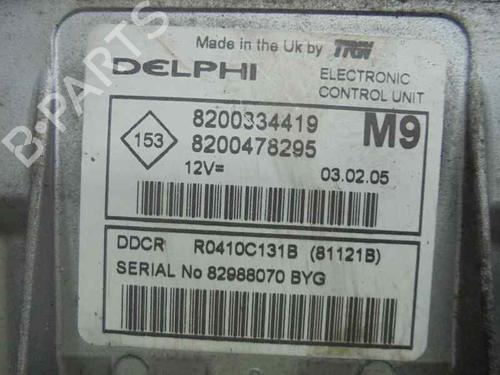 Made in the Uk by TRW
DELPHI
ELECTRONIC
CONTROL UNIT
153
8200334419
8200478295
M9
12V=
03.02.05
DDCR R0410C131B (81121B)
SERIAL No 82988070 BYG
B-PARTS